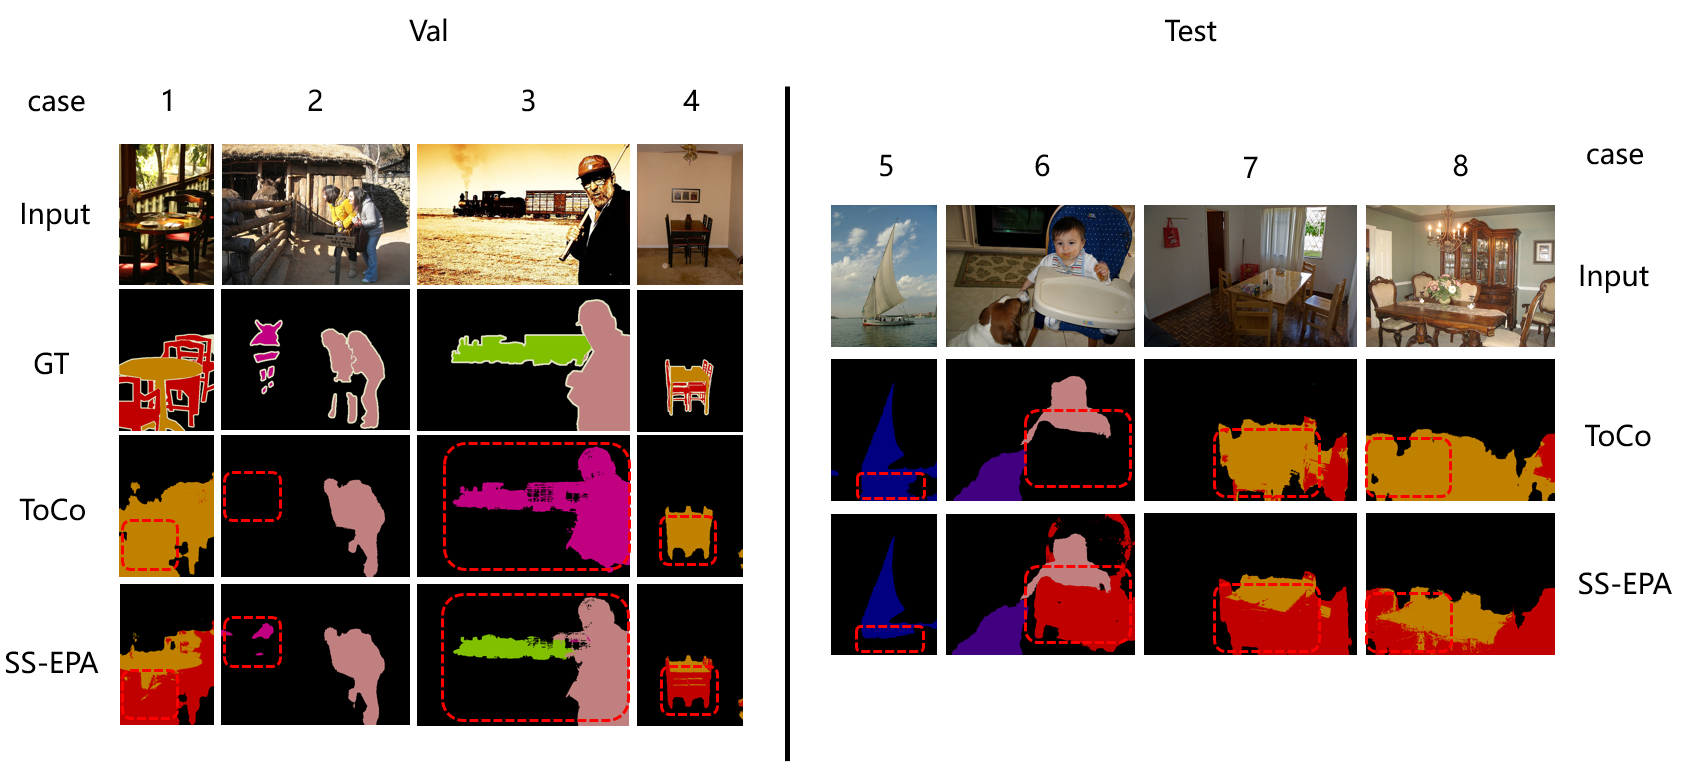 Val
Test
case 1 2 3 4
5 6 7 8 case
Input
Input
GT
ToCo
ToCo
SS-EPA
SS-EPA